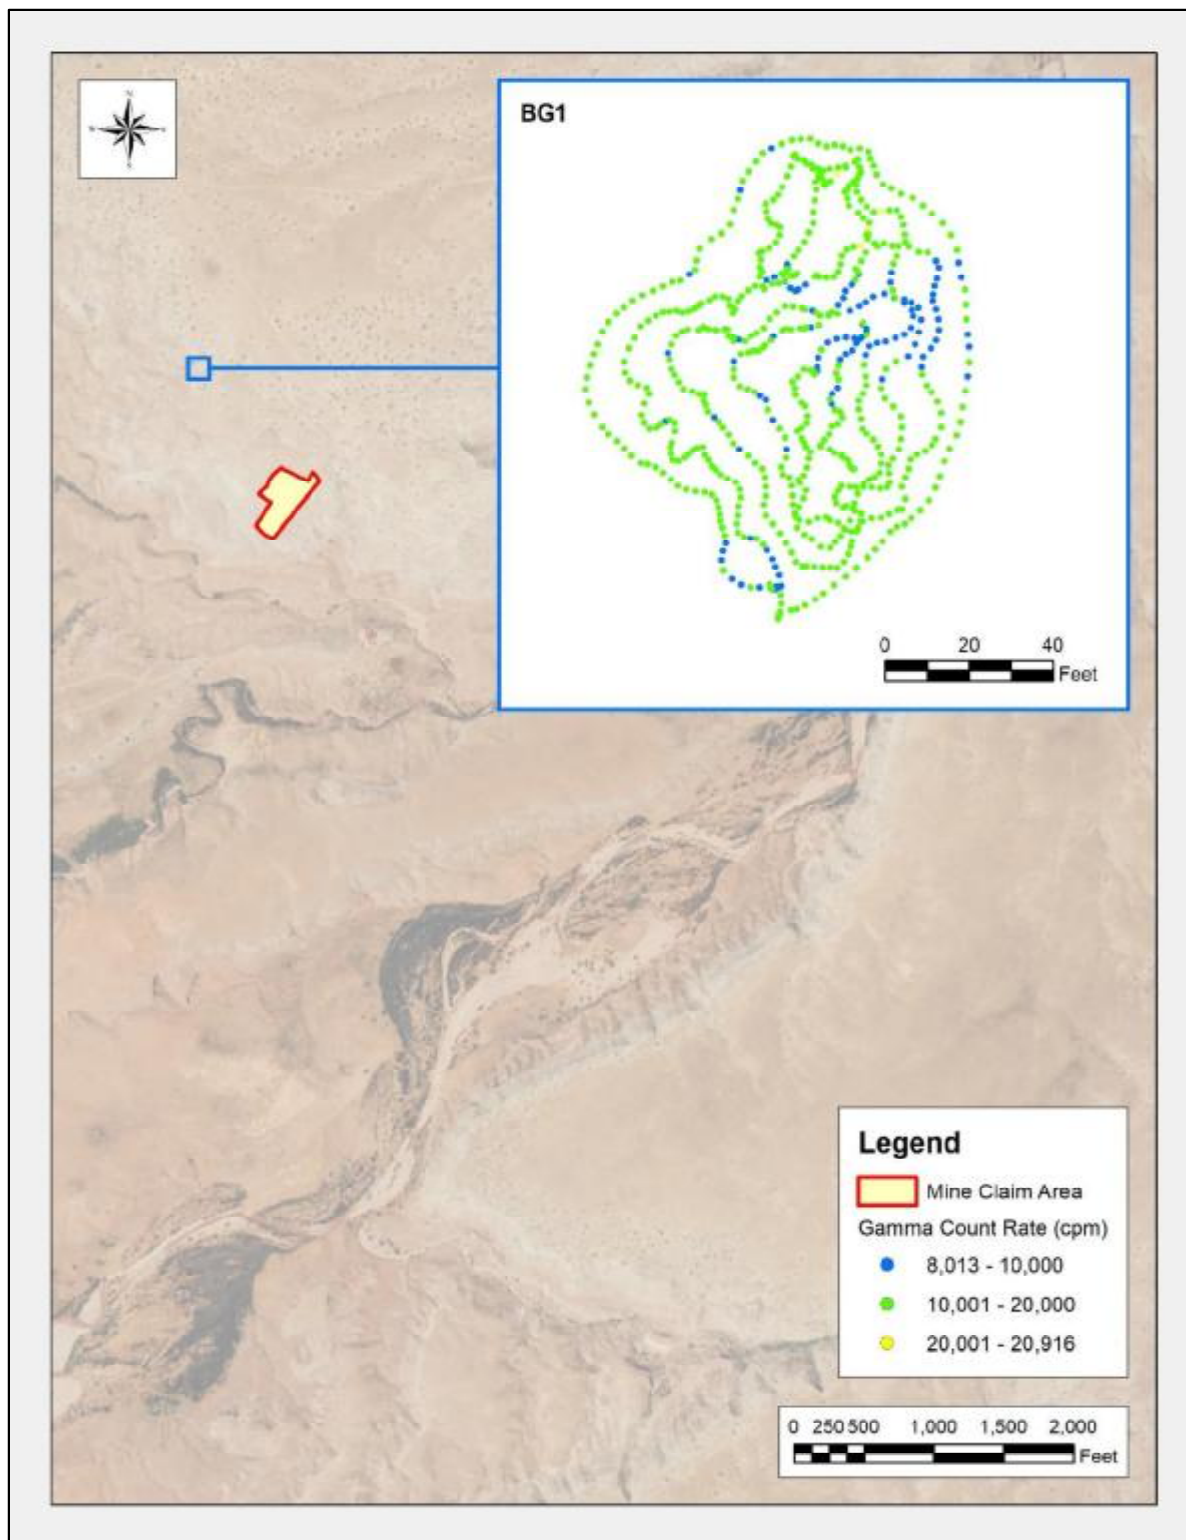 BG1
0 20 40
Feet
Legend
Mine Claim Area
Gamma Count Rate (cpm)
8,013 - 10,000
10,001 - 20,000
20,001 - 20,916
0 250 500 1,000 1,500 2,000
Feet